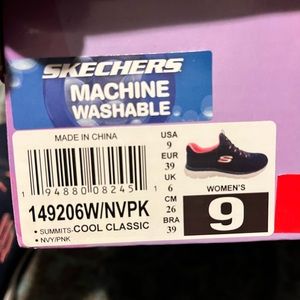 SKECHERS
MACHINE
WASHABLE
MADE IN CHINA
1 94880 08245 1
149206W/NVPK
• SUMMITS-COOL CLASSIC
• NVY/PNK
USA
9
EUR
39
UK
6
CM
26
BRA
39
WOMEN'S
9